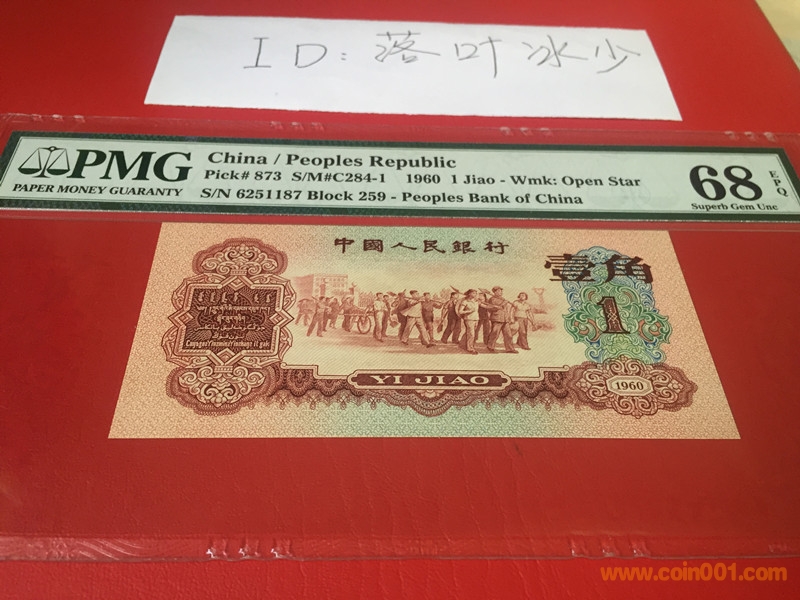 ID:落叶冰少
PMG
PAPER MONEY GUARANTY
China / Peoples Republic
Pick# 873 S/M#C284-1 1960 1 Jiao - Wmk: Open Star
S/N 6251187 Block 259 - Peoples Bank of China
68
EPQ
Superb Gem Unc
中國人民銀行
壹角
1
YI JIAO
1960
www.coin001.com